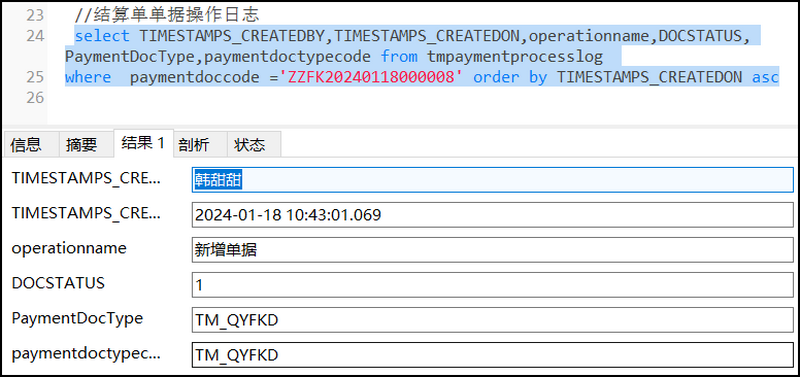 23 //结算单单据操作日志
24 select TIMESTAMPS_CREATEDBY,TIMESTAMPS_CREATEDON,operationname,DOCSTATUS,
PaymentDocType,paymentdoctypecode from tmpaymentprocesslog
25 where paymentdoccode ='ZZFK20240118000008' order by TIMESTAMPS_CREATEDON asc
26
信息 摘要 结果 1 剖析 状态
TIMESTAMPS_CRE... 韩甜甜
TIMESTAMPS_CRE... 2024-01-18 10:43:01.069
operationname 新增单据
DOCSTATUS 1
PaymentDocType TM_QYFKD
paymentdoctypec... TM_QYFKD